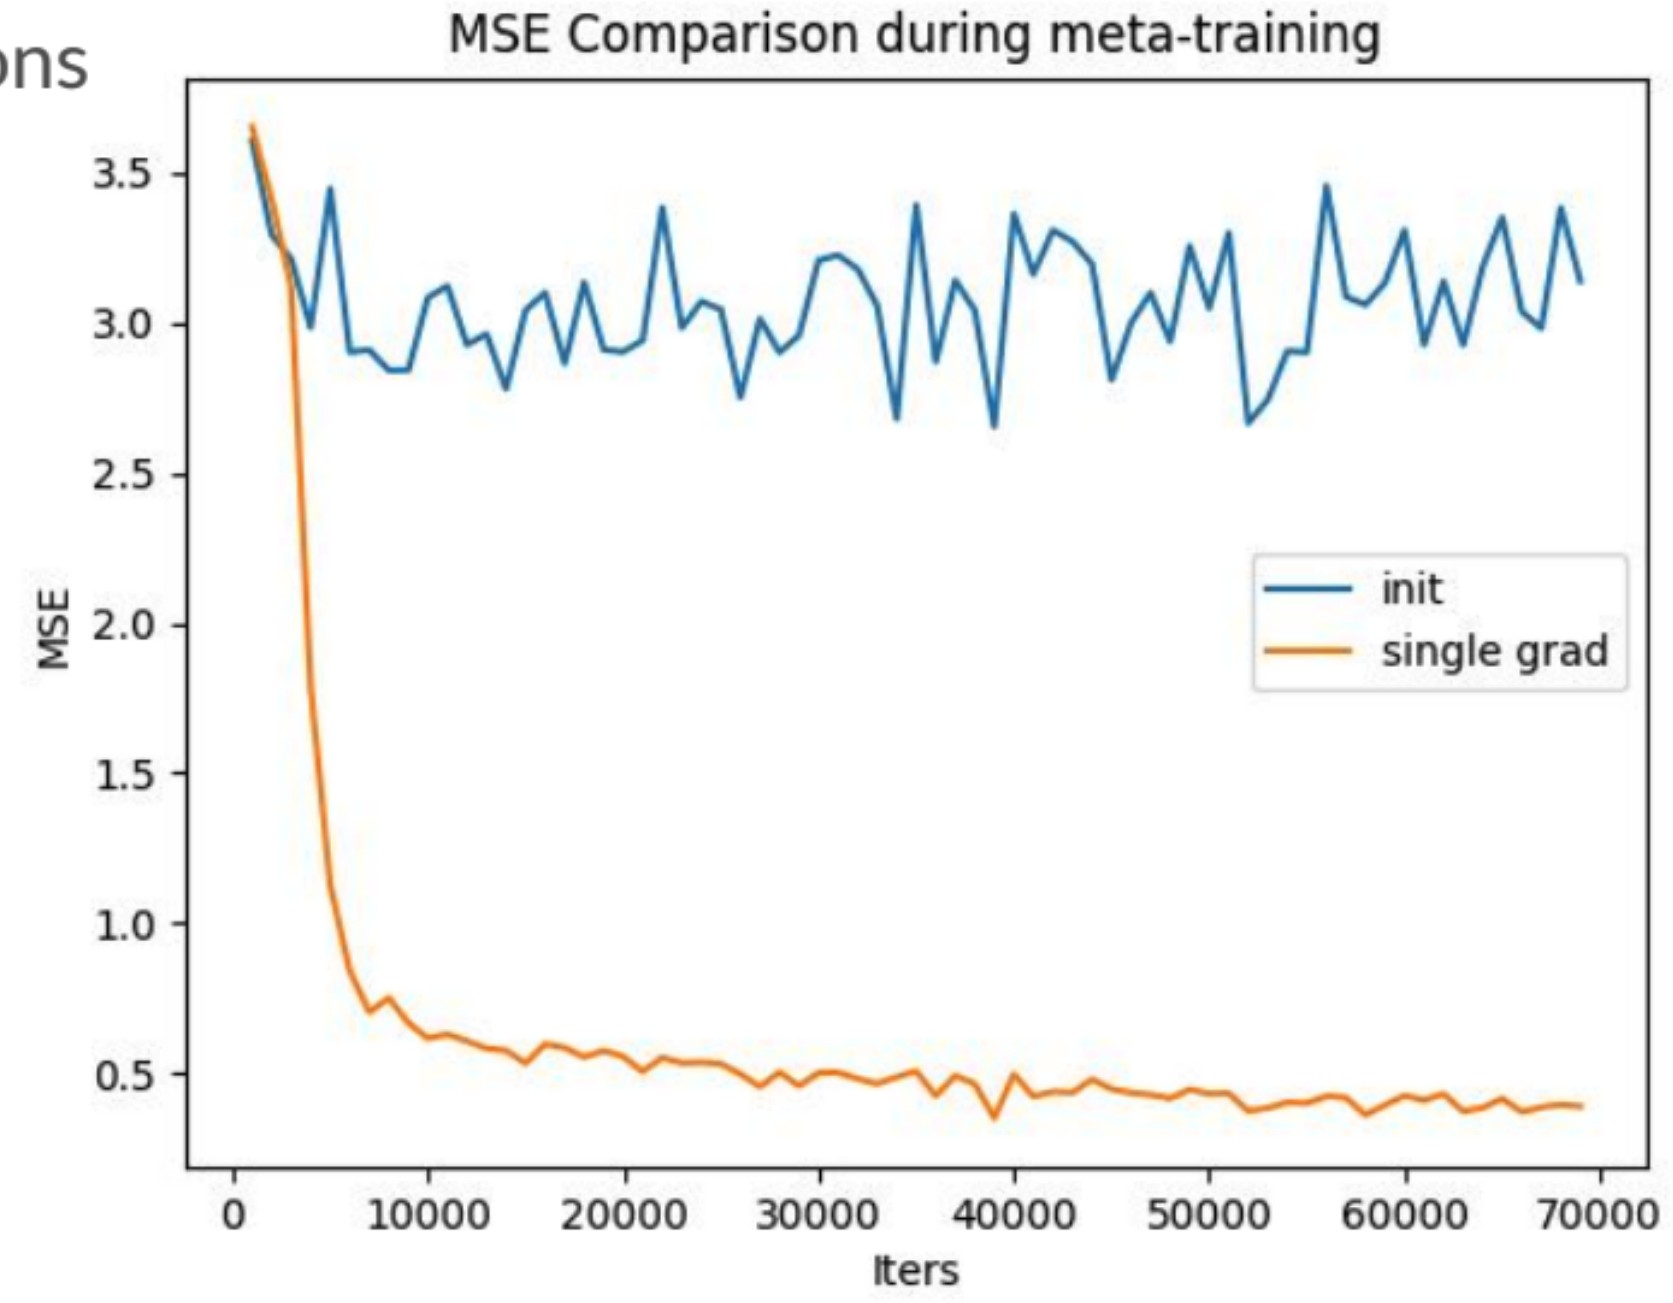 ons
MSE Comparison during meta-training
3.5
3.0
2.5
2.0
1.5
1.0
0.5
MSE
init
single grad
0 10000 20000 30000 40000 50000 60000 70000
Iters